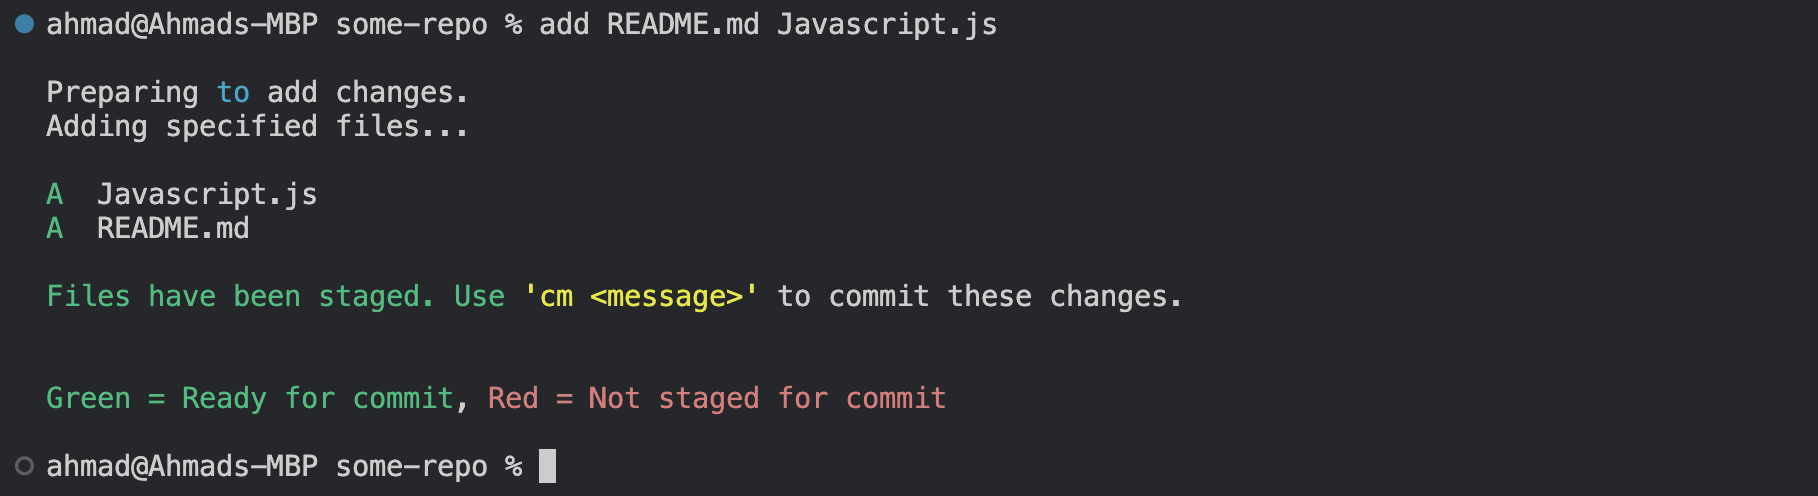 ahmad@Ahmads-MBP some-repo % add README.md Javascript.js
Preparing to add changes.
Adding specified files...
A  Javascript.js
A  README.md
Files have been staged. Use 'cm <message>' to commit these changes.
Green = Ready for commit, Red = Not staged for commit
ahmad@Ahmads-MBP some-repo %